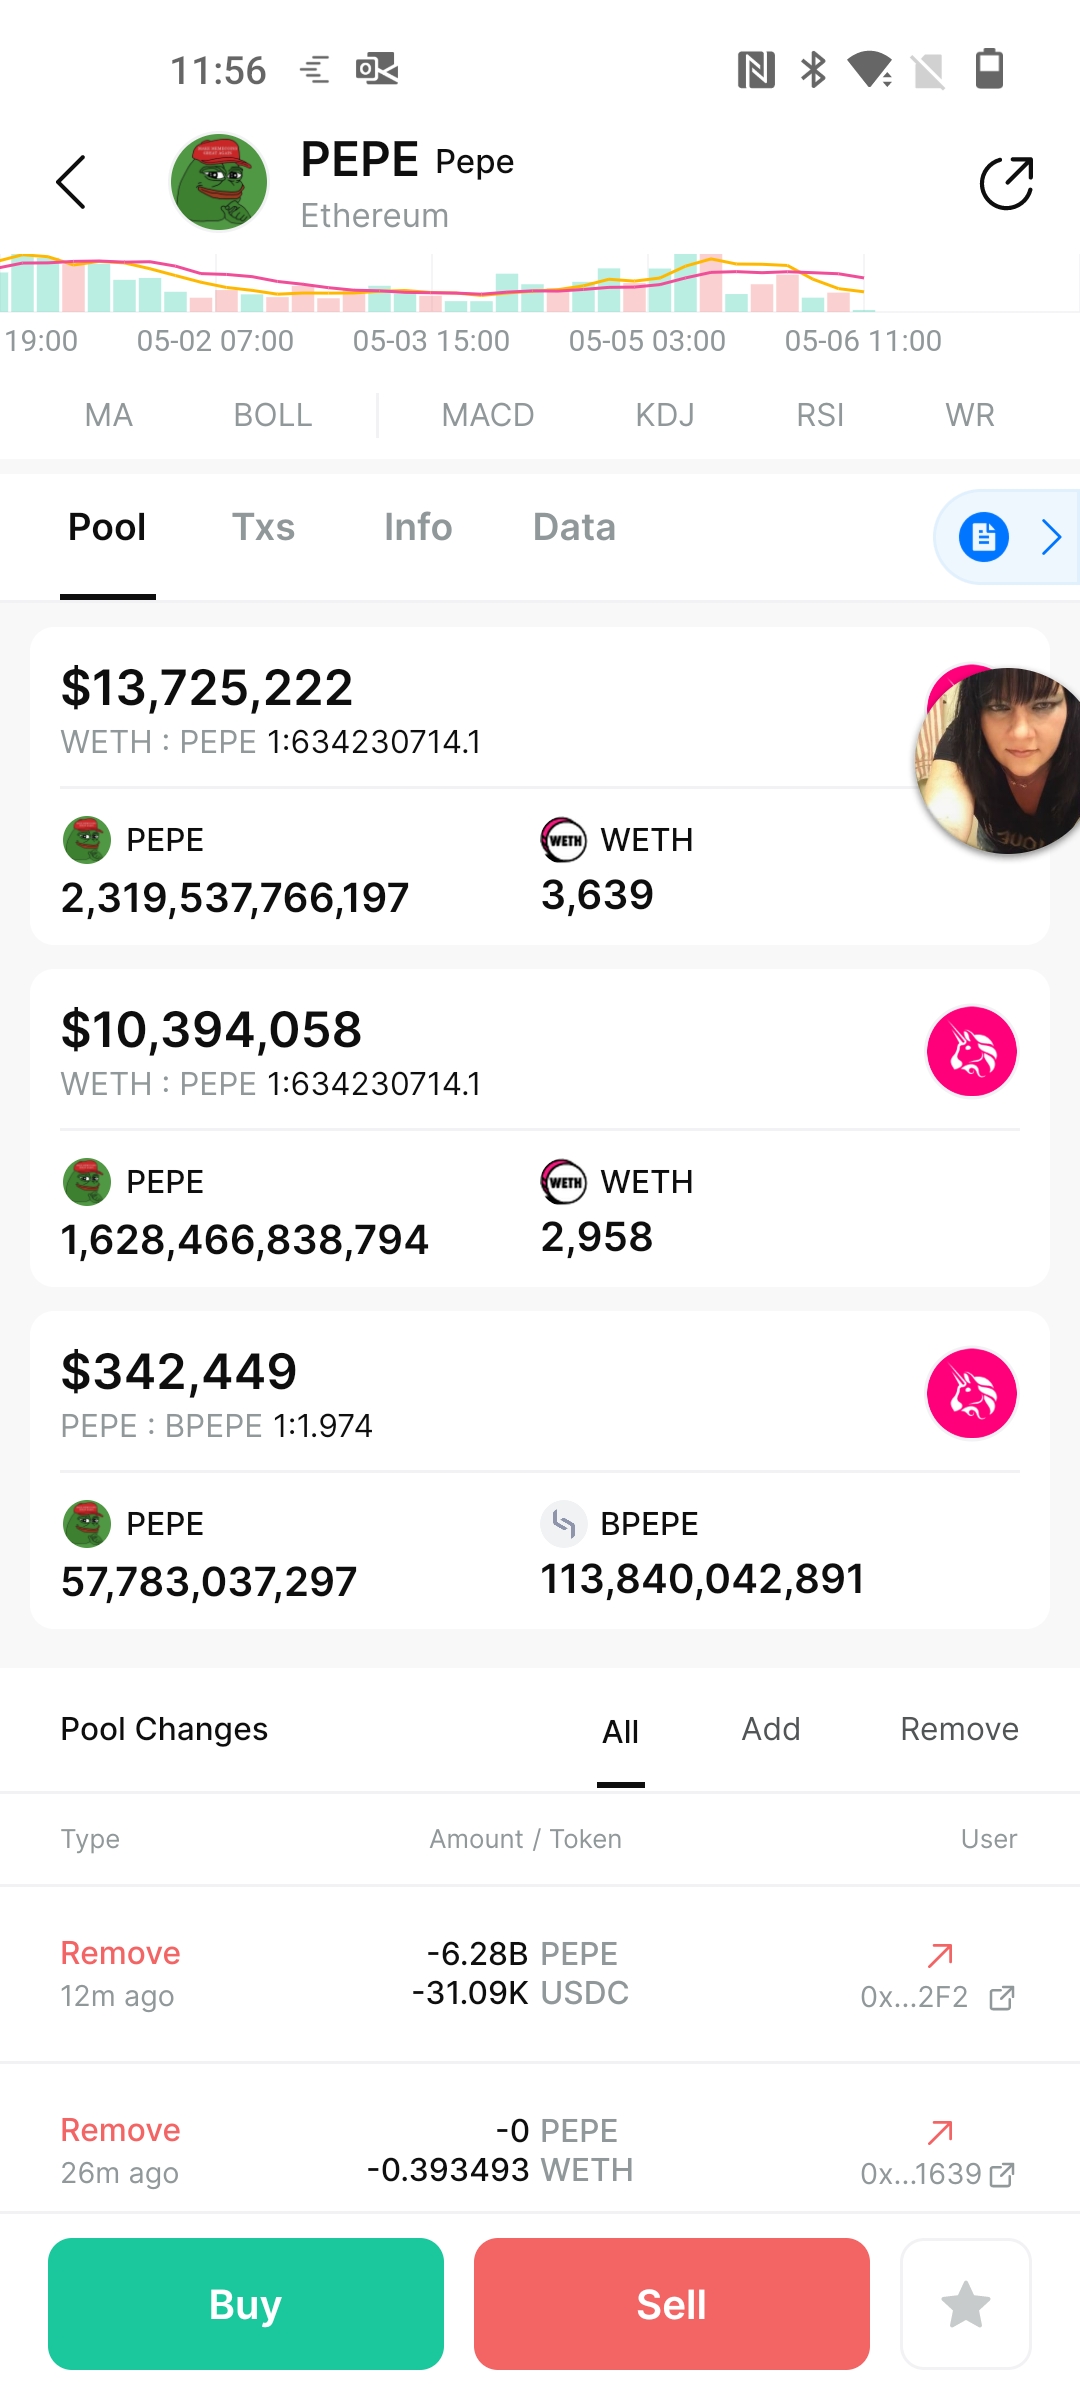 11:56
PEPE Pepe
Ethereum
19:00 05-02 07:00 05-03 15:00 05-05 03:00 05-06 11:00
MA BOLL MACD KDJ RSI WR
Pool Txs Info Data
$13,725,222
WETH : PEPE 1:634230714.1
PEPE WETH WETH
2,319,537,766,197 3,639
$10,394,058
WETH : PEPE 1:634230714.1
PEPE WETH WETH
1,628,466,838,794 2,958
$342,449
PEPE : BPEPE 1:1.974
PEPE BPEPE
57,783,037,297 113,840,042,891
Pool Changes All Add Remove
Type Amount / Token User
Remove -6.28B PEPE
12m ago -31.09K USDC 0x...2F2
Remove -0 PEPE
26m ago -0.393493 WETH 0x...1639
Buy Sell